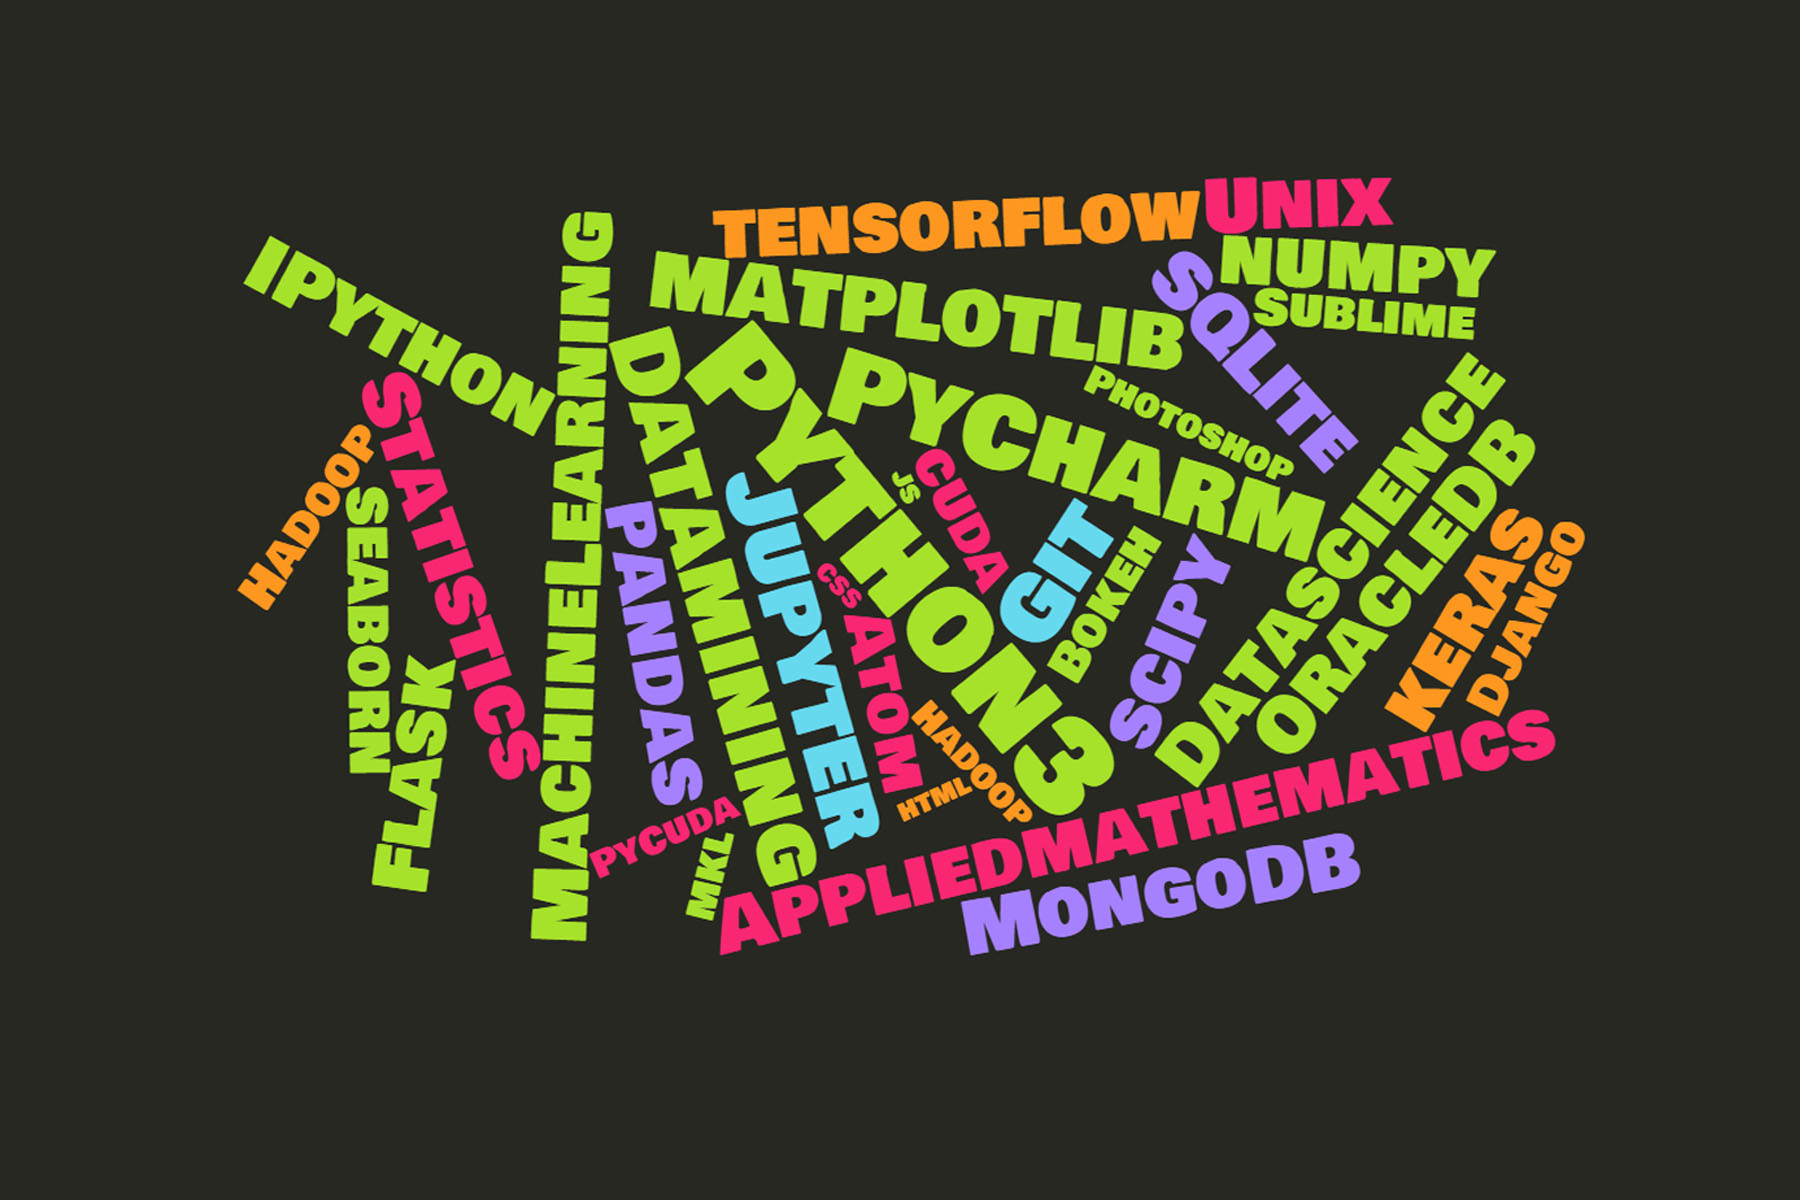 TENSORFLOW
UNIX
NUMPY
SUBLIME
SQLITE
MATPLOTLIB
IPYTHON
MACHINELEARNING
DATAMINNING
PYTHON3
PYCHARM
PHOTOSHOP
STATISTICS
HADOOP
SEABORN
FLASK
PANDAS
JUPYTER
JS
CUDA
CSS
ATOM
GIT
BOKEH
SCIPY
DATASCIENCE
ORACLEDB
KERAS
DJANGO
HADOOP
HTML
PYCUDA
MKL
APPLIEDMATHEMATICS
MONGODB